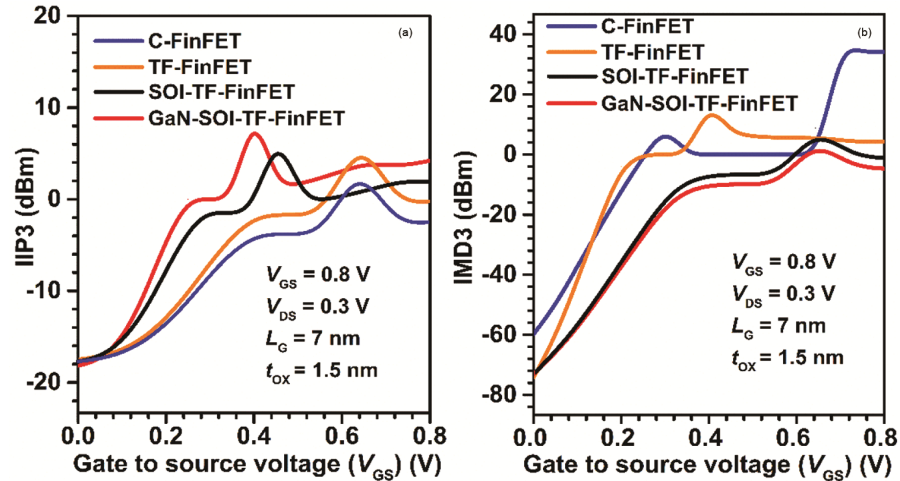 20
(a)
C-FinFET
TF-FinFET
SOI-TF-FinFET
GaN-SOI-TF-FinFET
10
0
-10
-20
IIP3 (dBm)
VGS = 0.8 V
VDS = 0.3 V
LG = 7 nm
tOX = 1.5 nm
0.0 0.2 0.4 0.6 0.8
Gate to source voltage (VGS) (V)
40
(b)
C-FinFET
TF-FinFET
SOI-TF-FinFET
GaN-SOI-TF-FinFET
20
0
-20
-40
-60
-80
IMD3 (dBm)
VGS = 0.8 V
VDS = 0.3 V
LG = 7 nm
tOX = 1.5 nm
0.0 0.2 0.4 0.6 0.8
Gate to source voltage (VGS) (V)